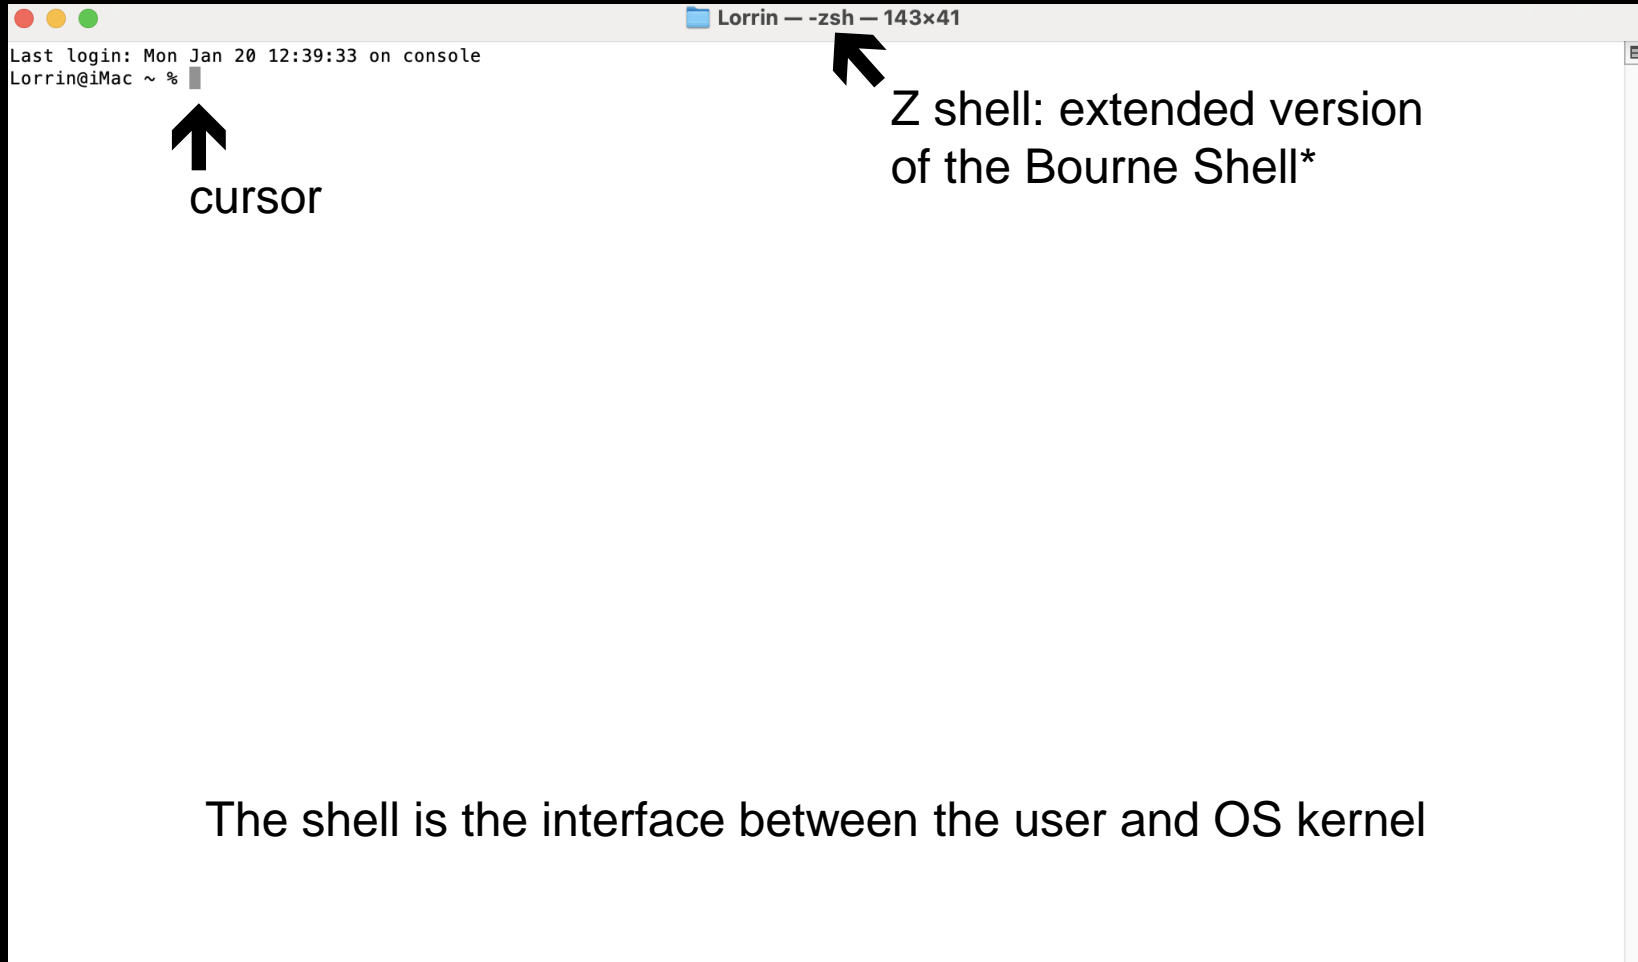 Lorrin — -zsh — 143×41
Last login: Mon Jan 20 12:39:33 on console
Lorrin@iMac ~ %
Z shell: extended version
of the Bourne Shell*
cursor
The shell is the interface between the user and OS kernel